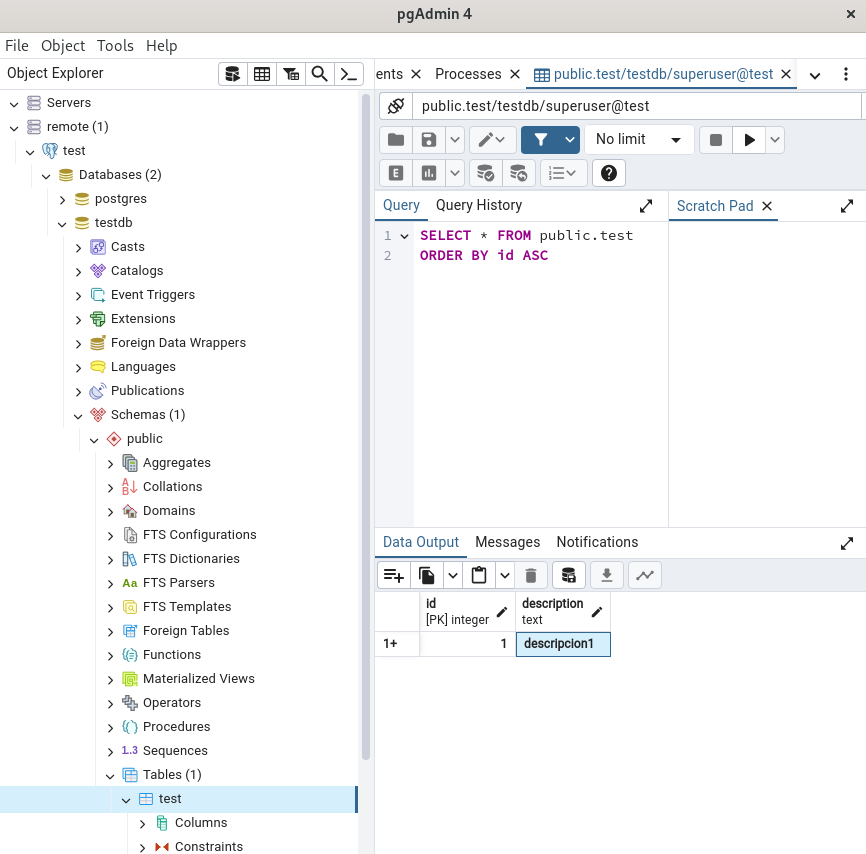 pgAdmin 4
File Object Tools Help
Object Explorer
Servers
remote (1)
test
Databases (2)
postgres
testdb
Casts
Catalogs
Event Triggers
Extensions
Foreign Data Wrappers
Languages
Publications
Schemas (1)
public
Aggregates
Collations
Domains
FTS Configurations
FTS Dictionaries
Aa FTS Parsers
FTS Templates
Foreign Tables
Functions
Materialized Views
Operators
Procedures
1..3 Sequences
Tables (1)
test
Columns
Constraints
ents Processes public.test/testdb/superuser@test
public.test/testdb/superuser@test
No limit
E
Query Query History
1 SELECT * FROM public.test
2 ORDER BY id ASC
Scratch Pad
Data Output Messages Notifications
id description
[PK] integer text
1+ 1 descripcion1